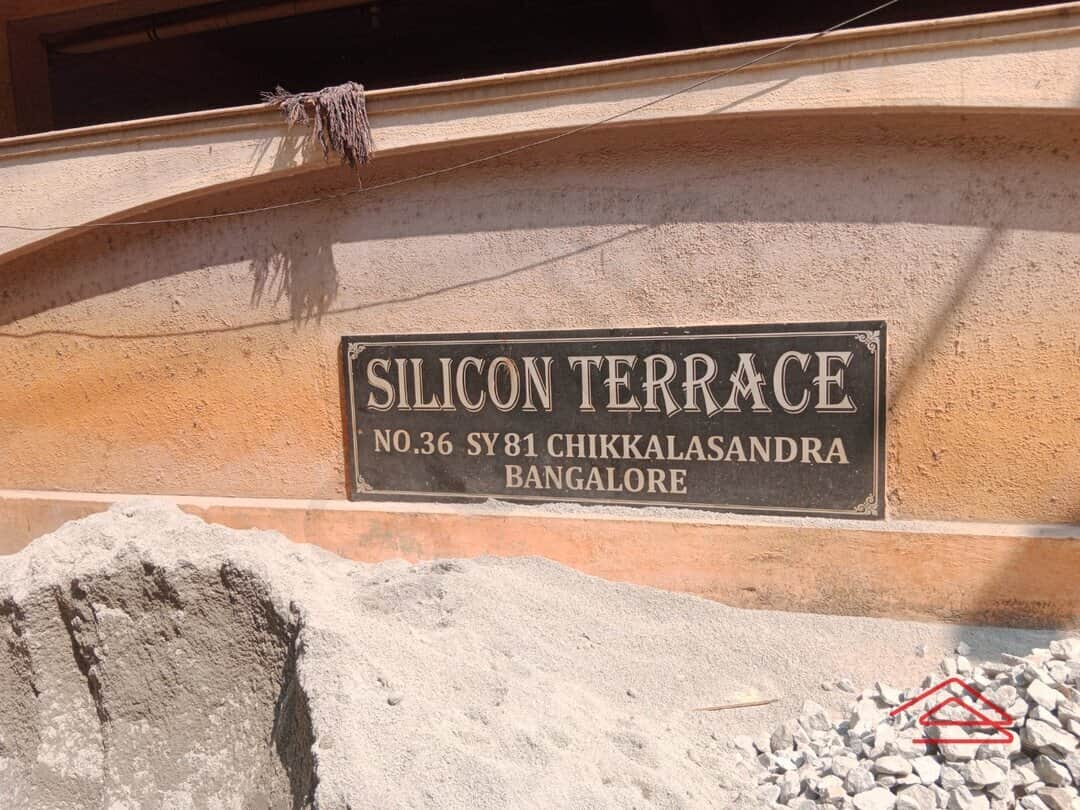 SILICON TERRACE
NO.36 SY 81 CHIKKALASANDRA
BANGALORE